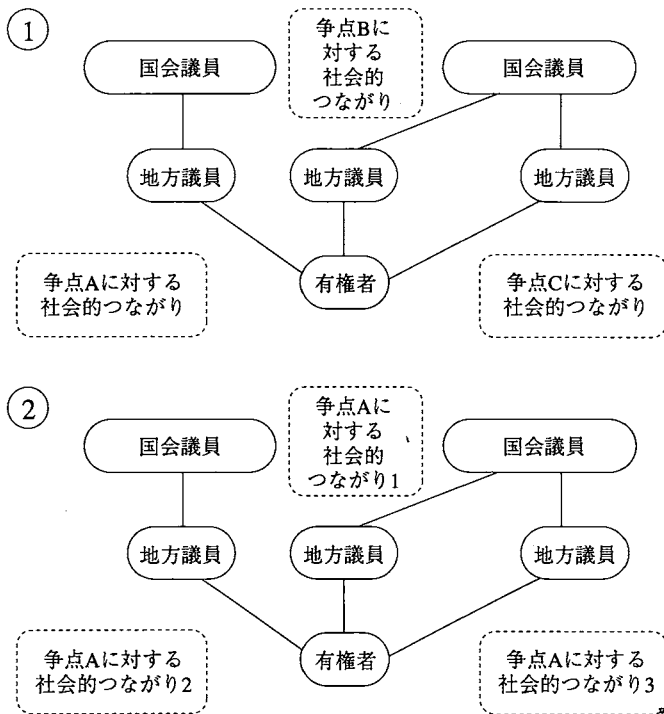 ①
争点Bに
対する
社会的
つながり
国会議員
国会議員
地方議員
地方議員
地方議員
有権者
争点Aに対する
社会的つながり
争点Cに対する
社会的つながり
②
争点Aに
対する
社会的
つながり1
国会議員
国会議員
地方議員
地方議員
地方議員
有権者
争点Aに対する
社会的つながり2
争点Aに対する
社会的つながり3